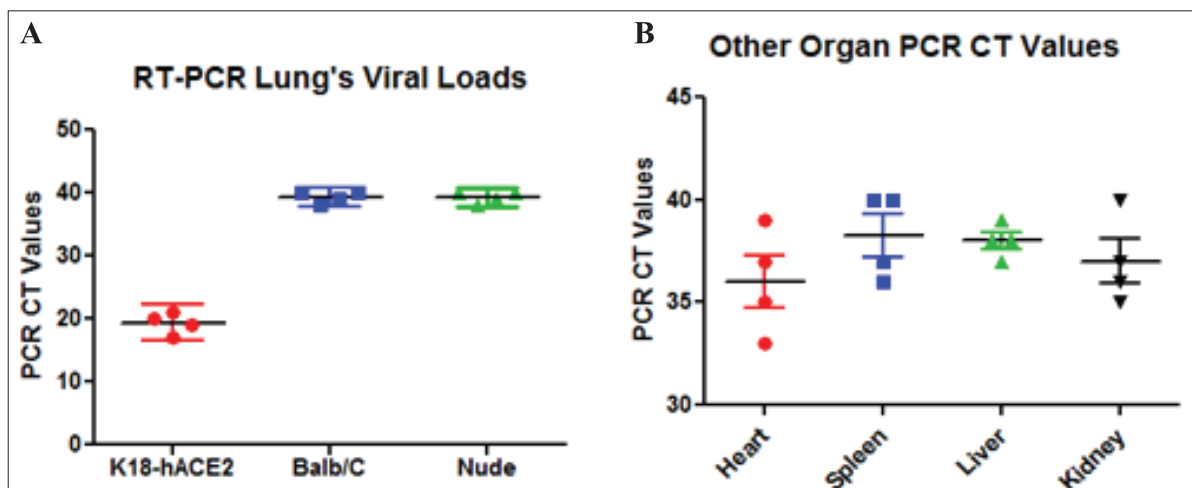 A
RT-PCR Lung's Viral Loads
PCR CT Values
50
40
30
20
10
0
K18-hACE2 Balb/C Nude
B
Other Organ PCR CT Values
PCR CT Values
45
40
35
30
Heart Spleen Liver Kidney